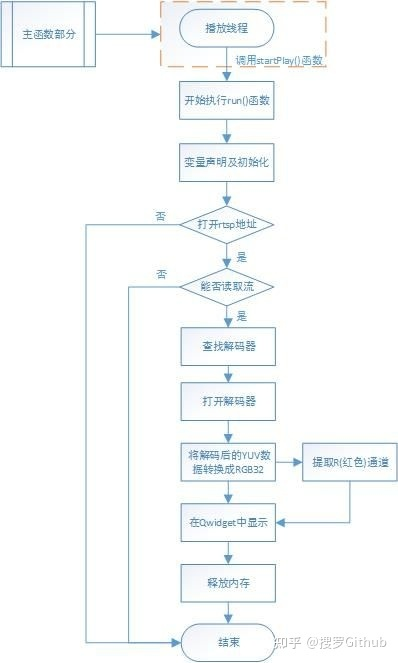 主函数部分
播放线程
调用startPlay()函数
开始执行run()函数
变量声明及初始化
否
打开rtsp地址
是
否
能否读取流
是
查找解码器
打开解码器
将解码后的YUV数
据转换成RGB32
提取R(红色)通道
在Qwidget中显示
释放内存
结束
知乎 @搜罗Github